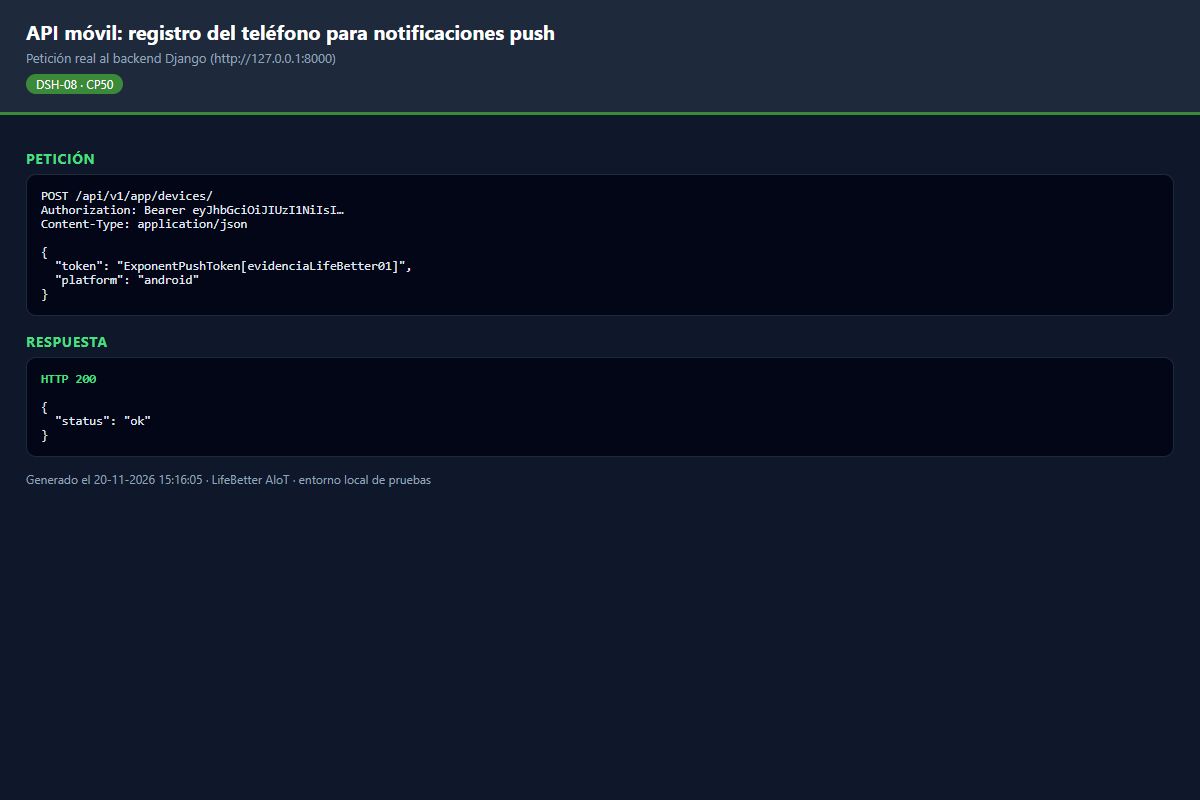 API móvil: registro del teléfono para notificaciones push
Petición real al backend Django (http://127.0.0.1:8000)
DSH-08 · CP50
PETICIÓN
POST /api/v1/app/devices/
Authorization: Bearer eyJhbGciOiJIUzI1NiIsI…
Content-Type: application/json
{
  "token": "ExponentPushToken[evidenciaLifeBetter01]",
  "platform": "android"
}
RESPUESTA
HTTP 200
{
  "status": "ok"
}
Generado el 20-11-2026 15:16:05 · LifeBetter AIoT · entorno local de pruebas